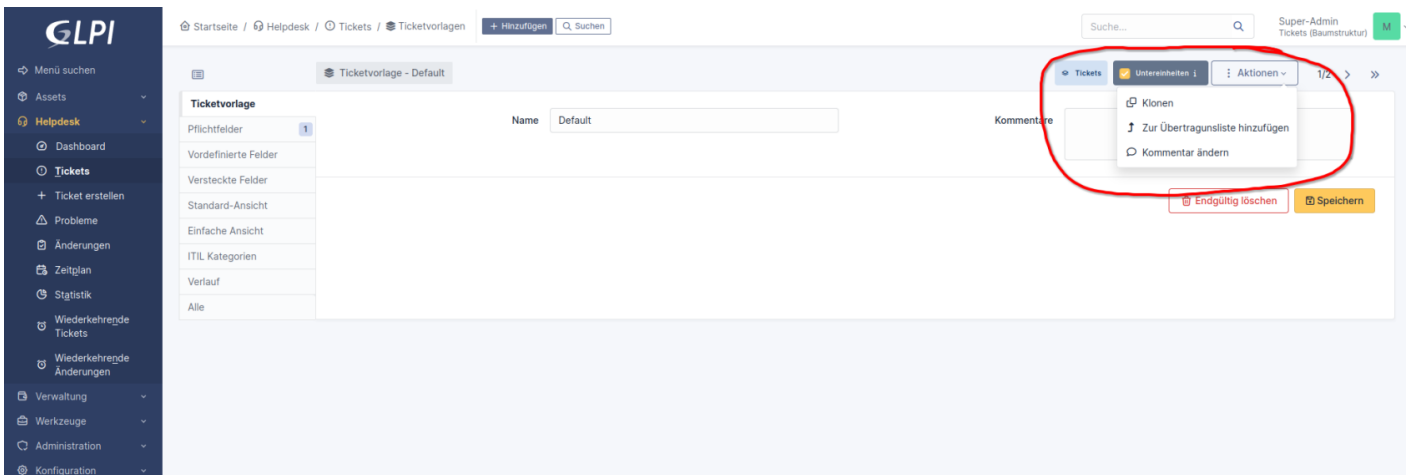 GLPI
Startseite / Helpdesk / Tickets / Ticketvorlagen
+ Hinzufügen
Suchen
Suche...
Super-Admin
Tickets (Baumstruktur)
M
Menü suchen
Assets
Helpdesk
Dashboard
Tickets
+ Ticket erstellen
Probleme
Änderungen
Zeitplan
Statistik
Wiederkehrende
Tickets
Wiederkehrende
Änderungen
Verwaltung
Werkzeuge
Administration
Konfiguration
Ticketvorlage - Default
Tickets
Untereinheiten i
Aktionen
1/2
Ticketvorlage
Pflichtfelder 1
Vordefinierte Felder
Versteckte Felder
Standard-Ansicht
Einfache Ansicht
ITIL Kategorien
Verlauf
Alle
Name
Default
Kommentare
Klonen
Zur Übertragunsliste hinzufügen
Kommentar ändern
Endgültig löschen
Speichern